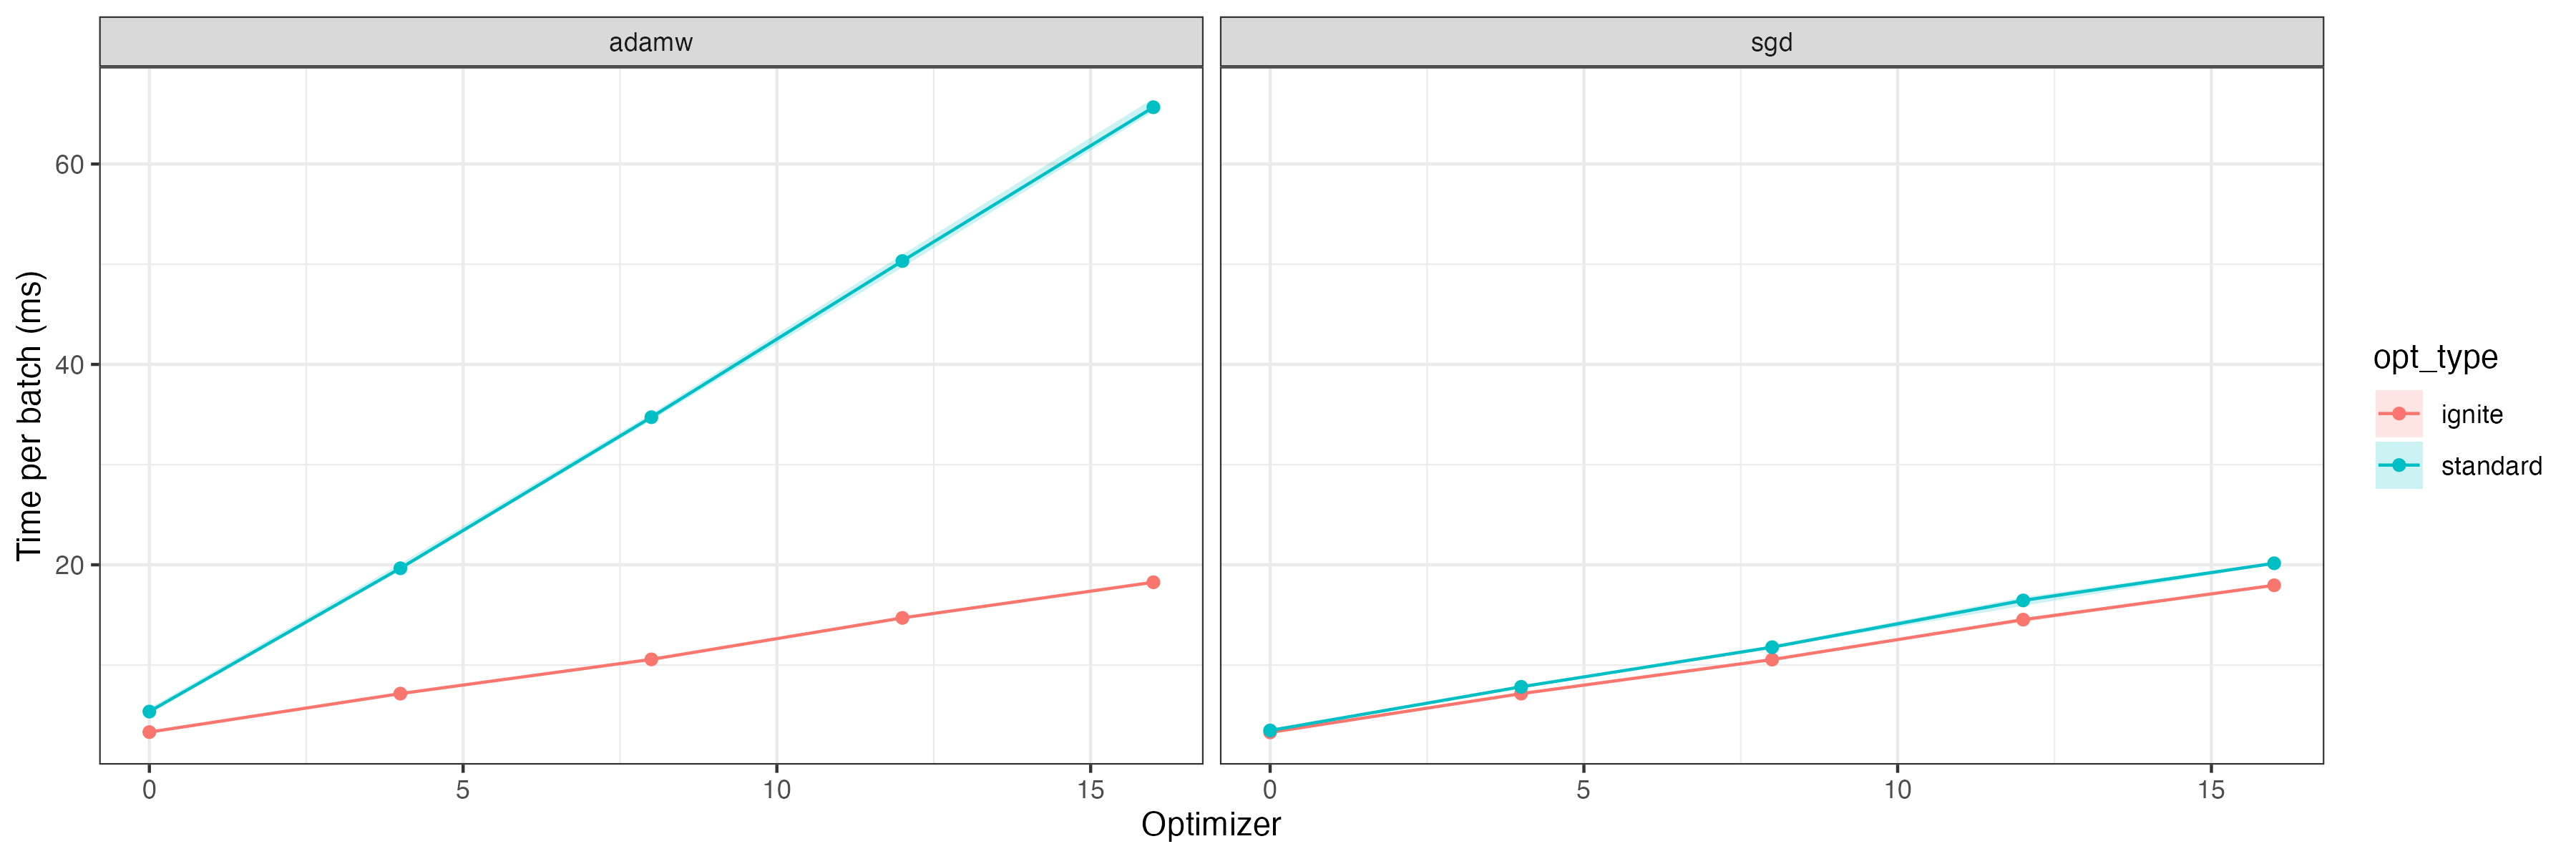 adamw
sgd
Time per batch (ms)
60
40
20
0 5 10 15
0 5 10 15
Optimizer
opt_type
ignite
standard